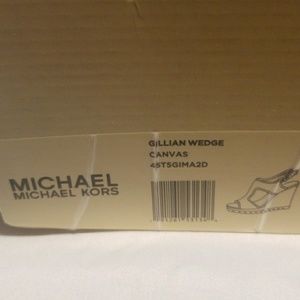 GILLIAN WEDGE
CANVAS
45T5GIMA2D
MICHAEL
MICHAEL KORS